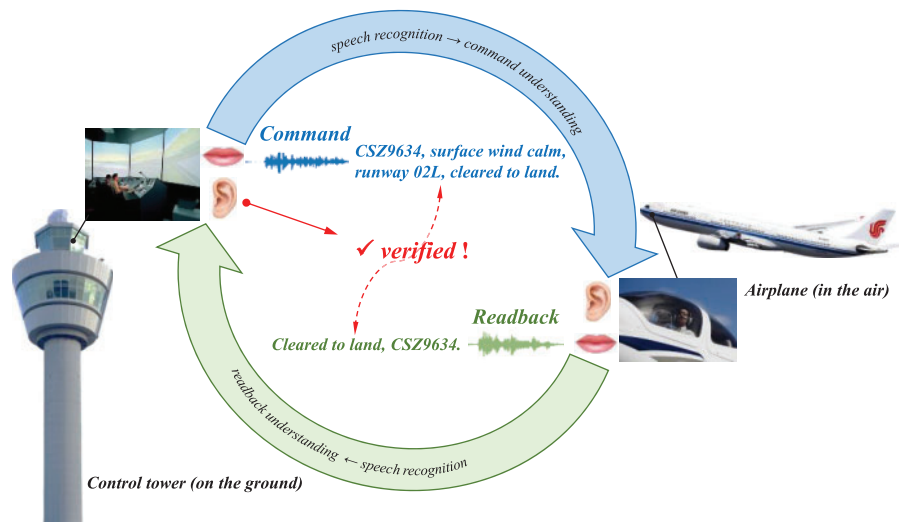 speech recognition → command understanding
Command
CSZ9634, surface wind calm,
runway 02L, cleared to land.
✓ verified !
Airplane (in the air)
Readback
Cleared to land, CSZ9634.
readback understanding ← speech recognition
Control tower (on the ground)